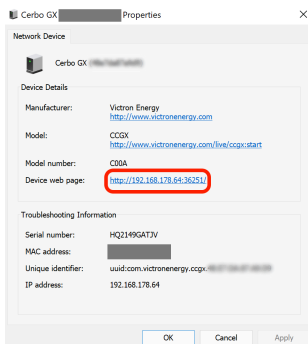 Cerbo GX Properties
Network Device
Cerbo GX
Device Details
Manufacturer: Victron Energy
http://www.victronenergy.com
Model: CCGX
http://www.victronenergy.com/live/ccgx:start
Model number: C00A
Device web page: http://192.168.178.64:36251/
Troubleshooting Information
Serial number: HQ2149GATJV
MAC address:
Unique identifier: uuid:com.victronenergy.ccgx.
IP address: 192.168.178.64
OK Cancel Apply